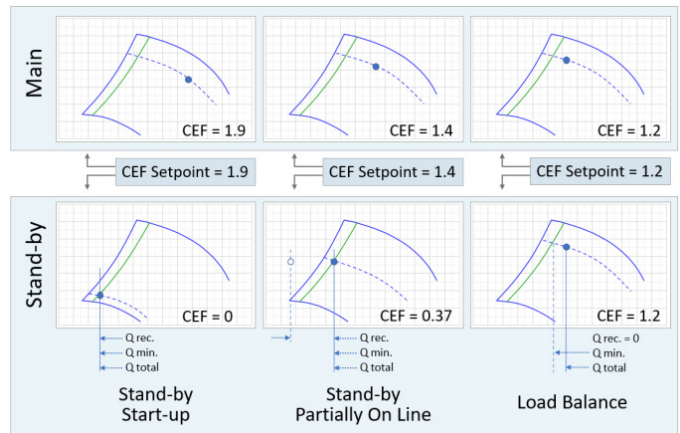 Main
CEF = 1.9
CEF = 1.4
CEF = 1.2
CEF Setpoint = 1.9
CEF Setpoint = 1.4
CEF Setpoint = 1.2
Stand-by
CEF = 0
CEF = 0.37
CEF = 1.2
Q rec.
Q min.
Q total
Q rec.
Q min.
Q total
Q rec. = 0
Q min.
Q total
Stand-by
Start-up
Stand-by
Partially On Line
Load Balance